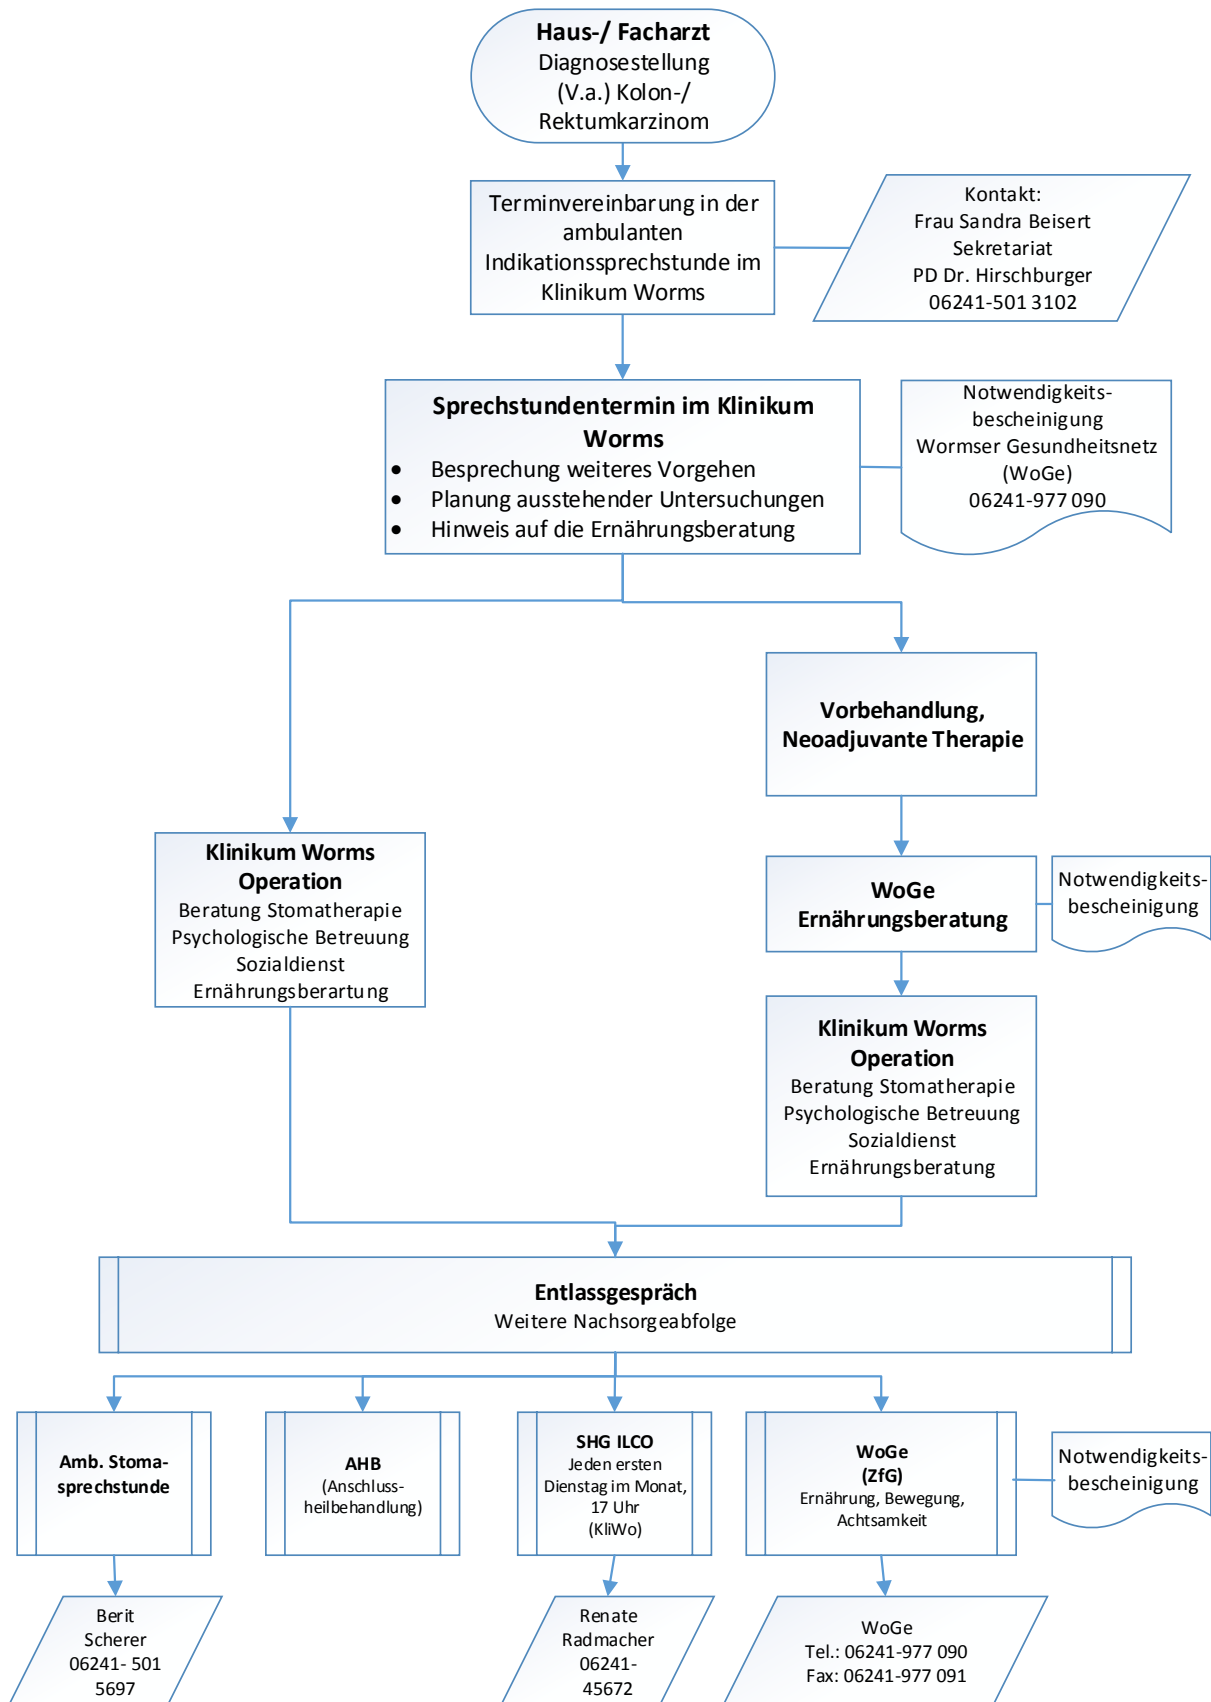 Haus-/ Facharzt
Diagnosestellung
(V.a.) Kolon-/
Rektumkarzinom
Terminvereinbarung in der
ambulanten
Indikationssprechstunde im
Klinikum Worms
Kontakt:
Frau Sandra Beisert
Sekretariat
PD Dr. Hirschburger
06241-501 3102
Sprechstundentermin im Klinikum
Worms
• Besprechung weiteres Vorgehen
• Planung ausstehender Untersuchungen
• Hinweis auf die Ernährungsberatung
Notwendigkeits-
bescheinigung
Wormser Gesundheitsnetz
(WoGe)
06241-977 090
Vorbehandlung,
Neoadjuvante Therapie
Klinikum Worms
Operation
Beratung Stomatherapie
Psychologische Betreuung
Sozialdienst
Ernährungsberartung
WoGe
Ernährungsberatung
Notwendigkeits-
bescheinigung
Klinikum Worms
Operation
Beratung Stomatherapie
Psychologische Betreuung
Sozialdienst
Ernährungsberatung
Entlassgespräch
Weitere Nachsorgeabfolge
Amb. Stoma-
sprechstunde
AHB
(Anschluss-
heilbehandlung)
SHG ILCO
Jeden ersten
Dienstag im Monat,
17 Uhr
(KliWo)
WoGe
(ZfG)
Ernährung, Bewegung,
Achtsamkeit
Notwendigkeits-
bescheinigung
Berit
Scherer
06241- 501
5697
Renate
Radmacher
06241-
45672
WoGe
Tel.: 06241-977 090
Fax: 06241-977 091